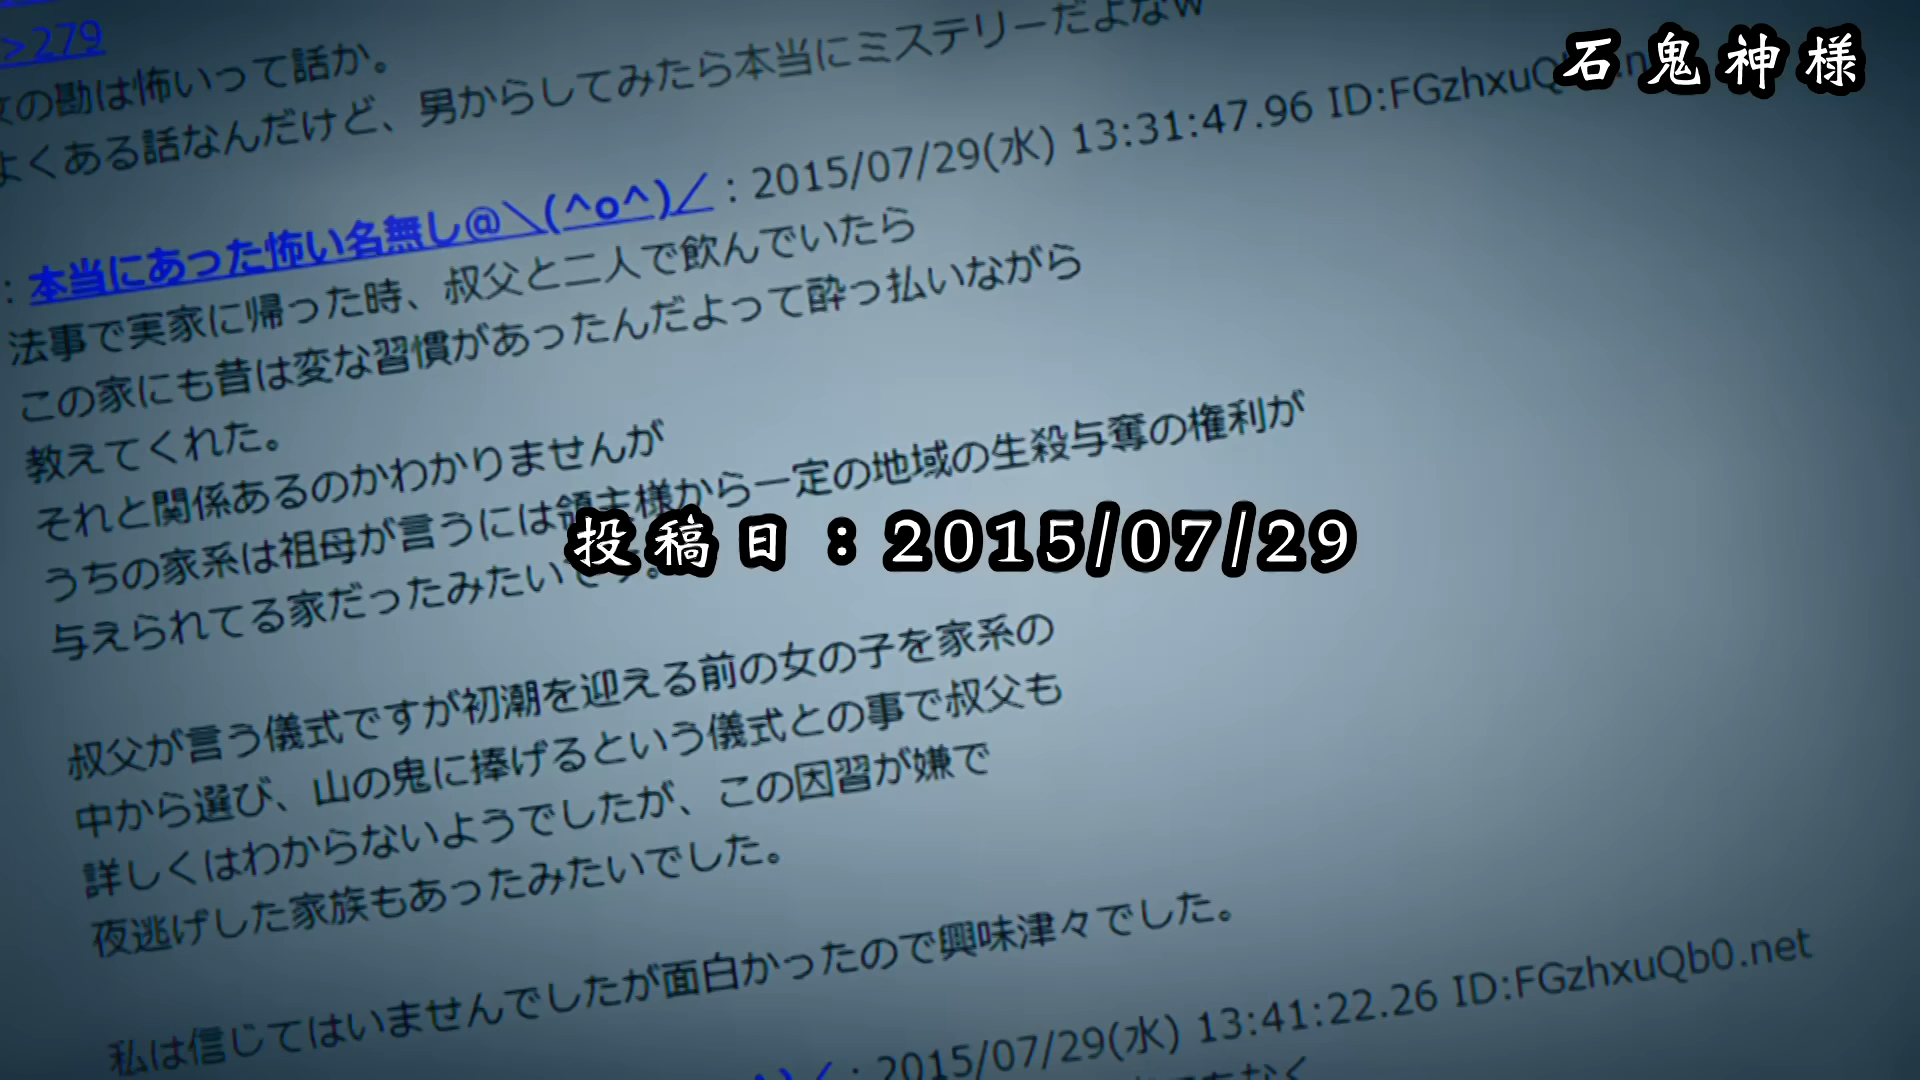 石鬼神様
>279
の勘は怖いって話か。
よくある話なんだけど、男からしてみたら本当にミステリーだよなw
: 本当にあった怖い名無し@＼(^o^)／ : 2015/07/29(水) 13:31:47.96 ID:FGzhxuQ
法事で実家に帰った時、叔父と二人で飲んでいたら
この家にも昔は変な習慣があったんだよって酔っ払いながら
教えてくれた。
それと関係あるのかわかりませんが
うちの家系は祖母が言うには領主様から一定の地域の生殺与奪の権利が
与えられてる家だったみたいです。
投稿日：2015/07/29
叔父が言う儀式ですが初潮を迎える前の女の子を家系の
中から選び、山の鬼に捧げるという儀式との事で叔父も
詳しくはわからないようでしたが、この因習が嫌で
夜逃げした家族もあったみたいでした。
私は信じてはいませんでしたが面白かったので興味津々でした。
^)／ : 2015/07/29(水) 13:41:22.26 ID:FGzhxuQb0.net